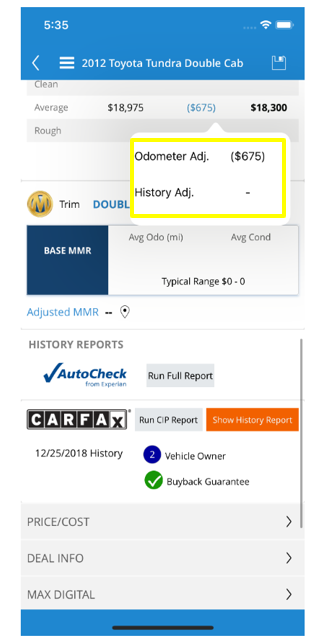 5:35
2012 Toyota Tundra Double Cab
Clean
Average $18,975 ($675) $18,300
Rough
Odometer Adj. ($675)
History Adj. -
Trim DOUBL
BASE MMR
Avg Odo (mi) Avg Cond
Typical Range $0 - 0
Adjusted MMR --
HISTORY REPORTS
AutoCheck
from Experian
Run Full Report
CARFAX Run CIP Report Show History Report
12/25/2018 History 2 Vehicle Owner
Buyback Guarantee
PRICE/COST
DEAL INFO
MAX DIGITAL